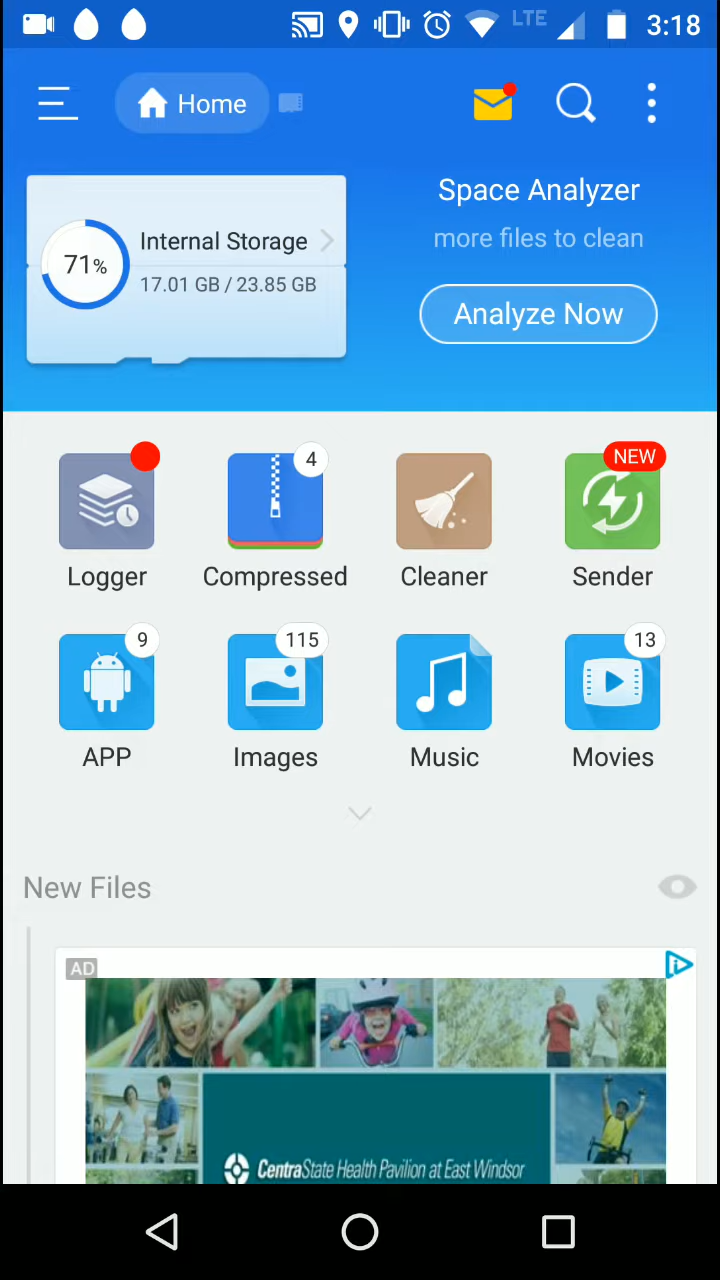 LTE 3:18
Home
Space Analyzer
more files to clean
Analyze Now
71%
Internal Storage
17.01 GB / 23.85 GB
4
NEW
Logger
Compressed
Cleaner
Sender
9
115
13
APP
Images
Music
Movies
New Files
AD
CentraState Health Pavilion at East Windsor